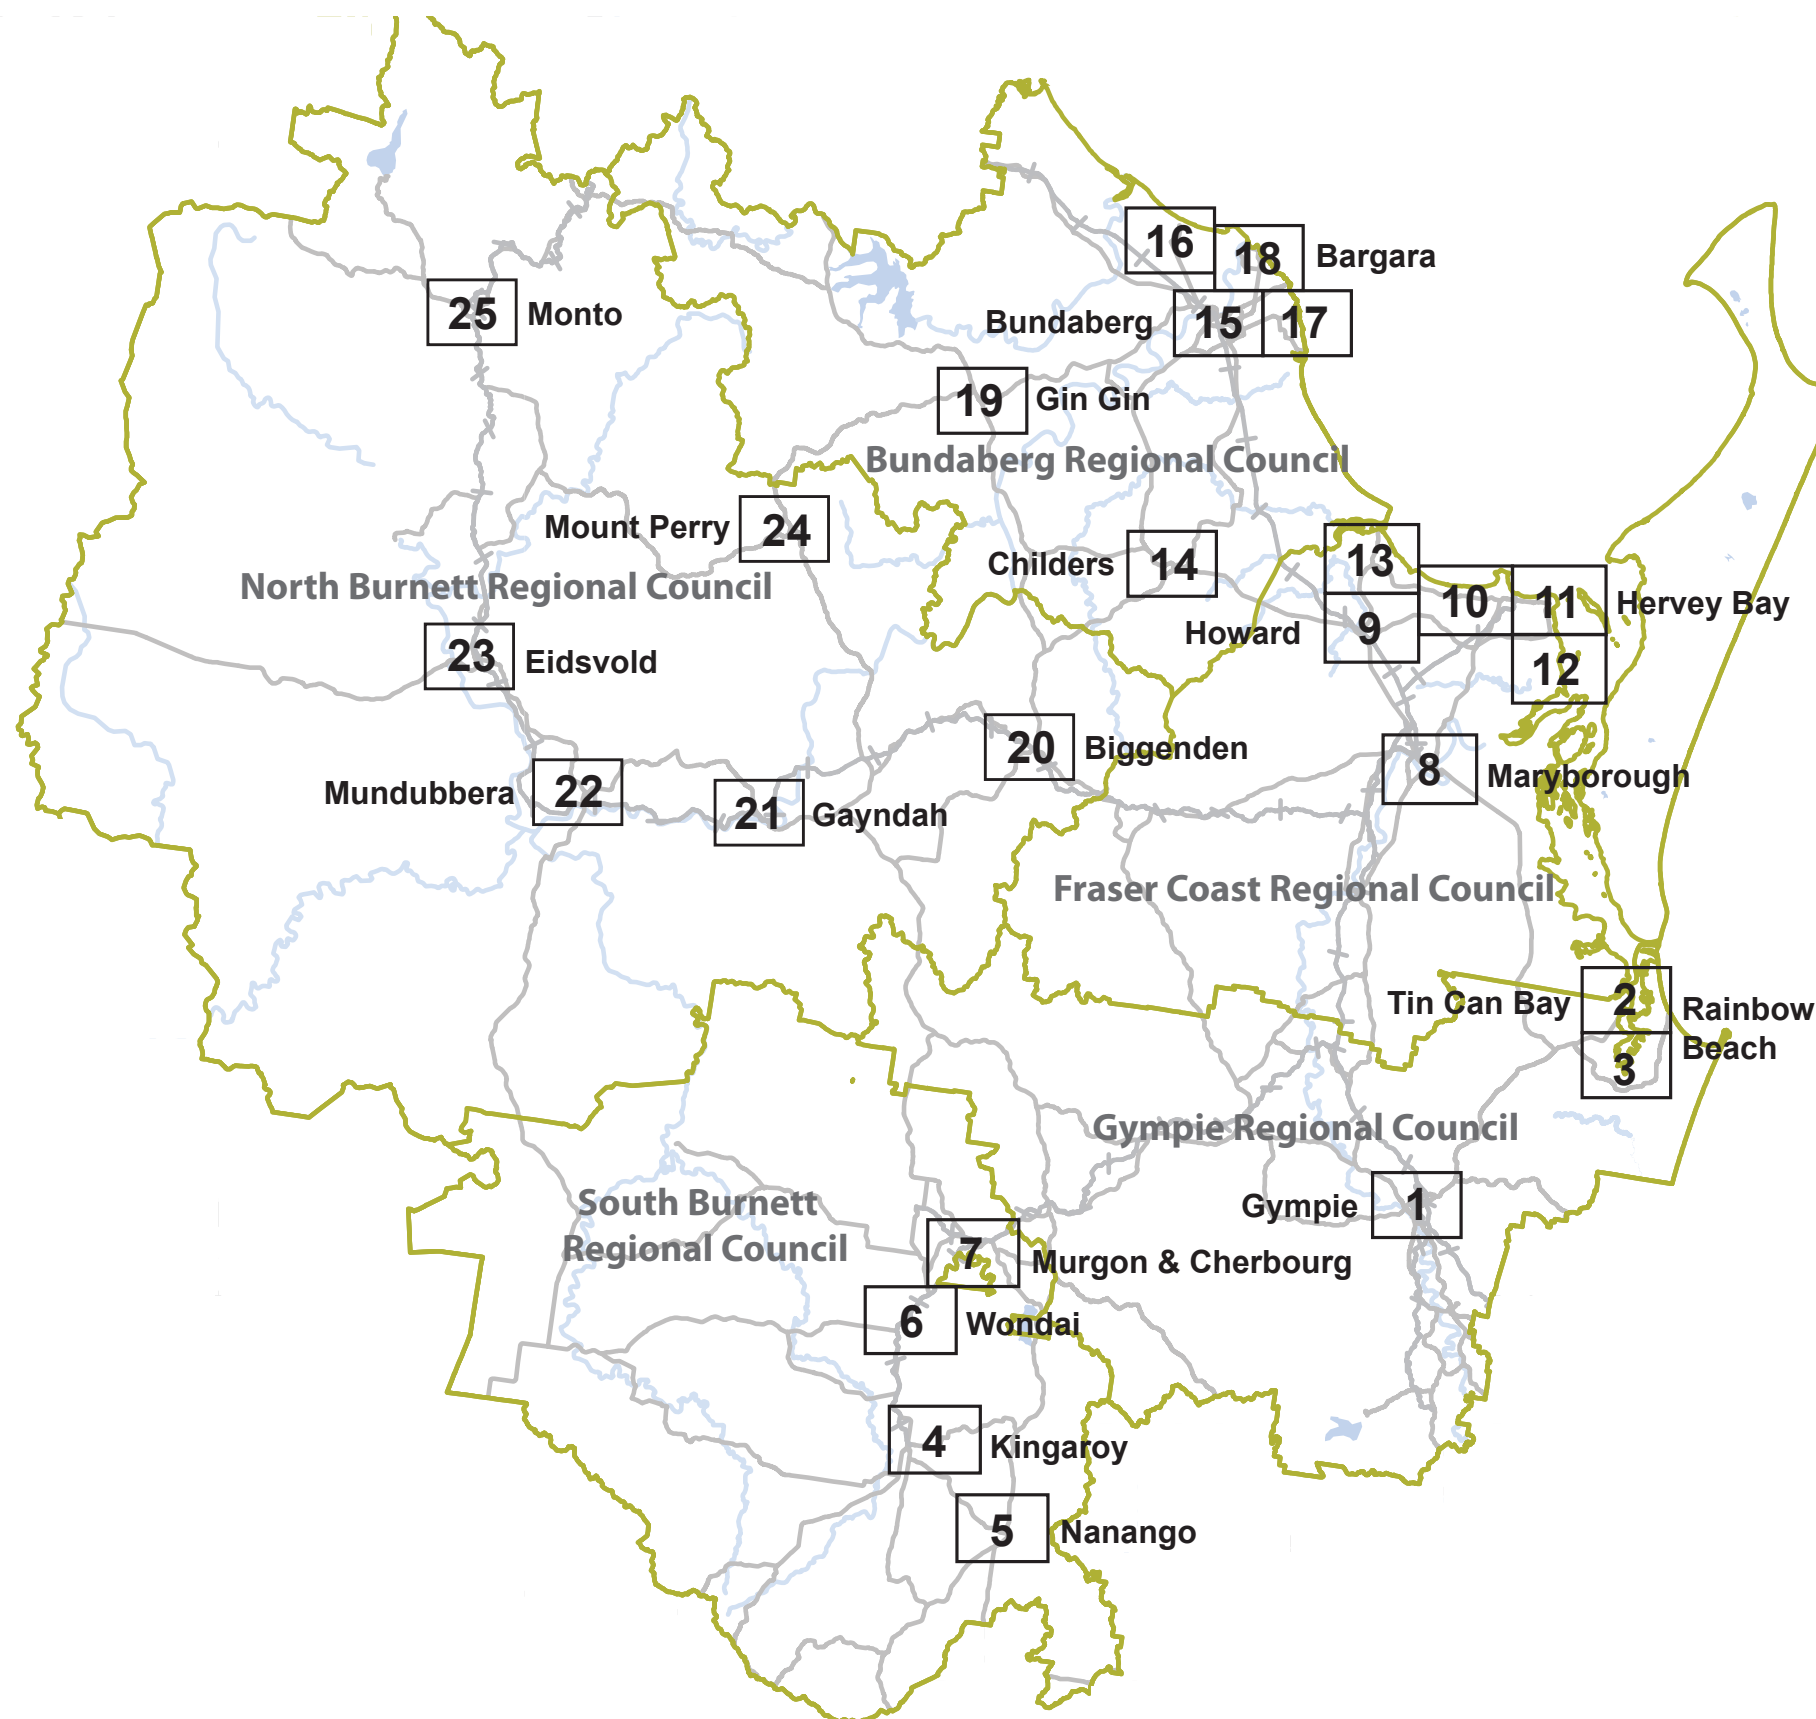 16
18
Bargara
25
Monto
Bundaberg
15
17
19
Gin Gin
Bundaberg Regional Council
Mount Perry
24
13
Childers
14
North Burnett Regional Council
10
11
Hervey Bay
Howard
9
23
Eidsvold
12
20
Biggenden
8
Maryborough
Mundubbera
22
21
Gayndah
Fraser Coast Regional Council
Tin Can Bay
2
Rainbow
Beach
3
Gympie Regional Council
South Burnett
Regional Council
Gympie
1
7
Murgon & Cherbourg
6
Wondai
4
Kingaroy
5
Nanango